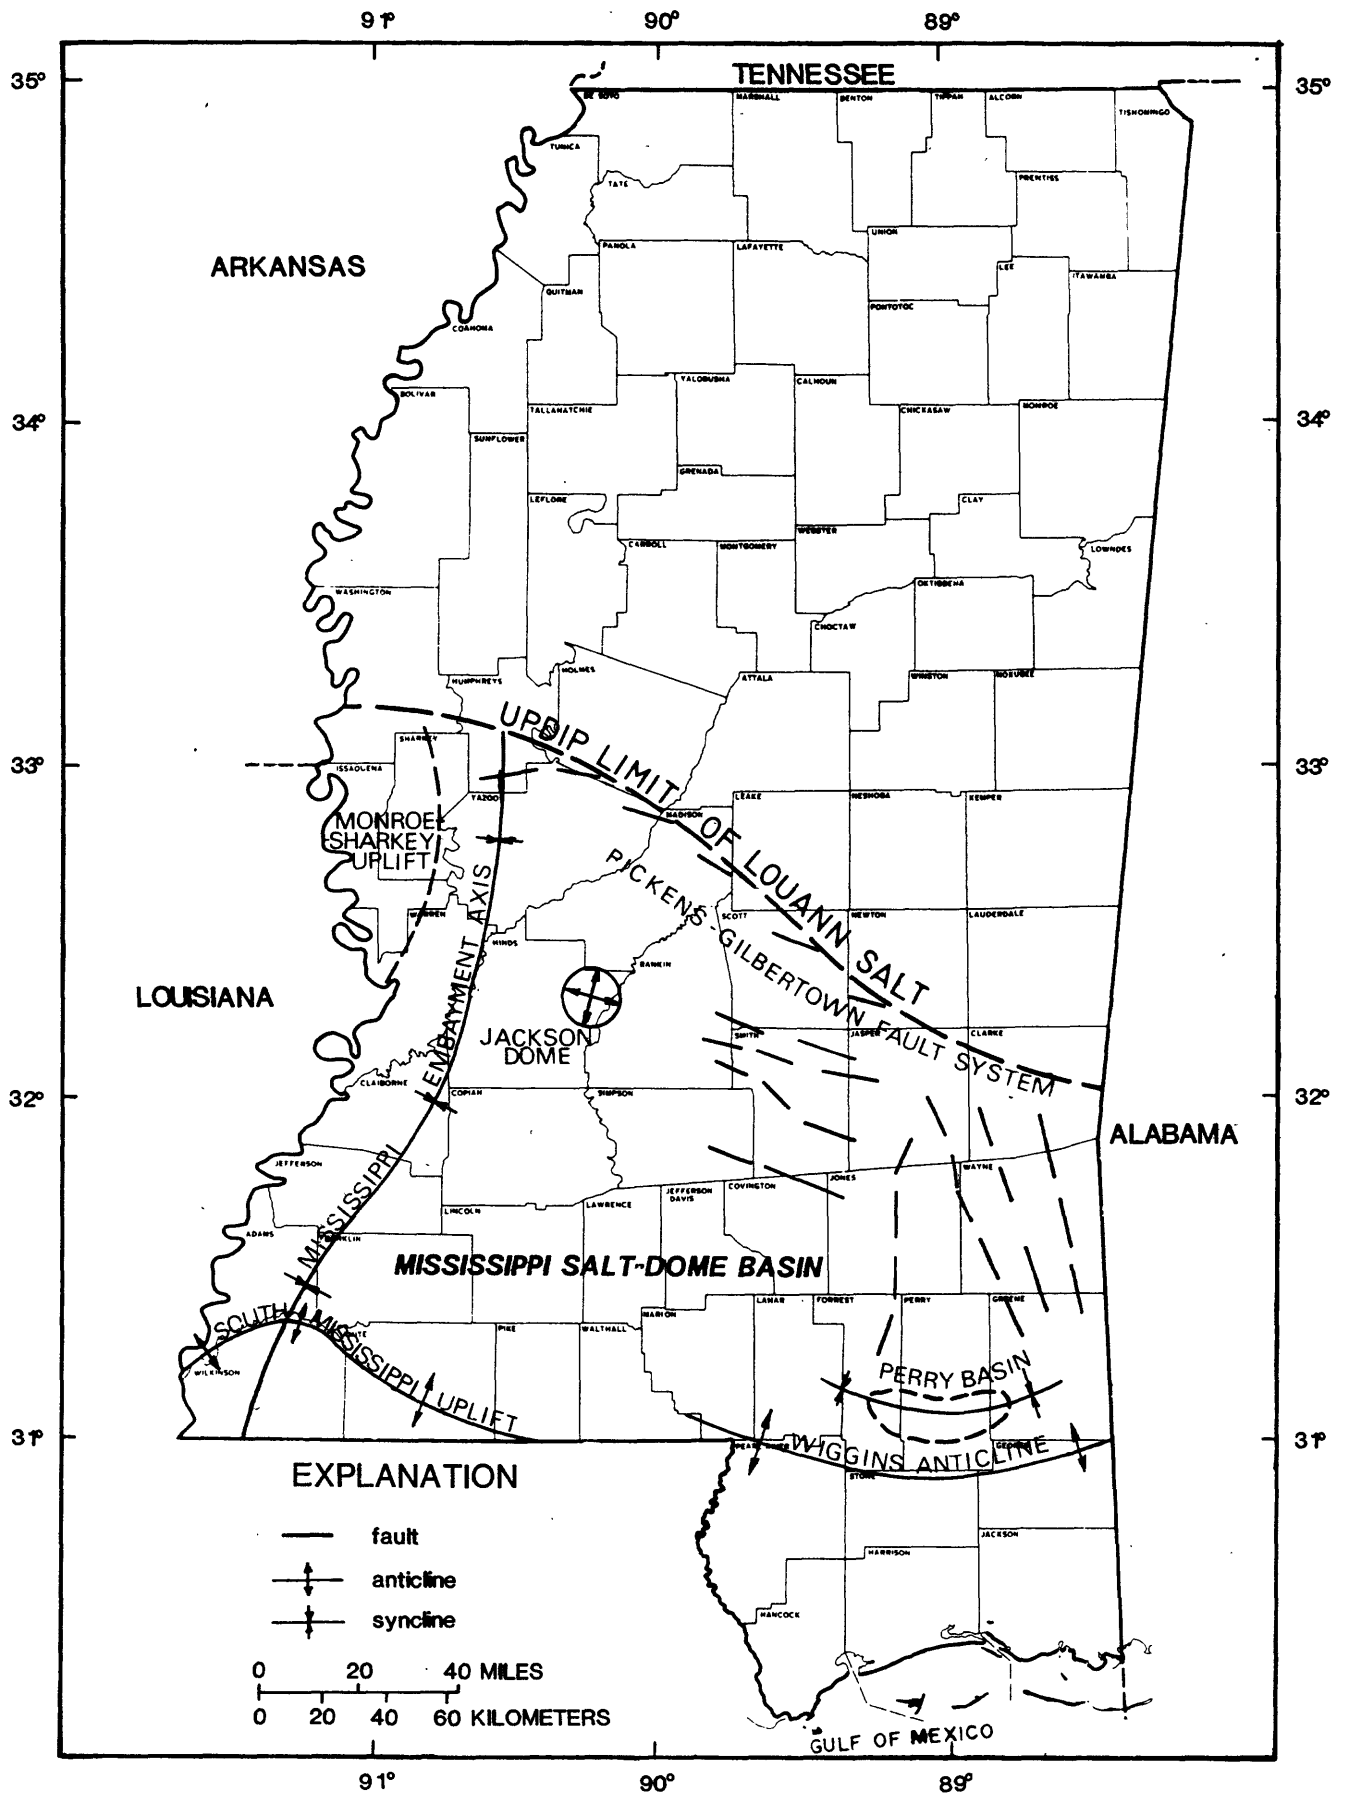 91° 90° 89°
35° 35°
TENNESSEE
DE SOTO
MARSHALL
BENTON
TIPPAH
ALCORN
TISHOMINGO
TUNICA
TATE
PRENTISS
UNION
PANOLA
LAFAYETTE
LEE
ITAWAMBA
ARKANSAS
QUITMAN
PONTOTOC
COAHOMA
YALOBUSHA
CALHOUN
BOLIVAR
TALLAHATCHIE
CHICKASAW
MONROE
34° 34°
SUNFLOWER
GRENADA
LEFLORE
CLAY
WEBSTER
CARROLL
MONTGOMERY
LOWNDES
OKTIBBEHA
WASHINGTON
CHOCTAW
HOLMES
HUMPHREYS
ATTALA
WINSTON
NOXUBEE
UPDIP LIMIT OF LOUANN SALT
SHARKEY
33° 33°
ISSAQUENA
YAZOO
LEAKE
NESHOBA
KEMPER
MADISON
MONROE-
SHARKEY
UPLIFT
PICKENS-GILBERTOWN FAULT SYSTEM
WARREN
SCOTT
NEWTON
LAUDERDALE
HINDS
RANKIN
LOUISIANA
JACKSON
DOME
SMITH
JASPER
CLARKE
MISSISSIPPI EMBAYMENT AXIS
CLAIBORNE
COPIAH
SIMPSON
32° 32°
ALABAMA
JEFFERSON
WAYNE
JONES
JEFFERSON
DAVIS
COVINGTON
LAWRENCE
LINCOLN
ADAMS
MISSISSIPPI SALT-DOME BASIN
LAMAR
FORREST
PERRY
GREENE
MARION
SOUTH MISSISSIPPI UPLIFT
PIKE
WALTHALL
WILKINSON
PERRY BASIN
31° 31°
PEARL RIVER
WIGGINS ANTICLINE
GEORGE
STONE
EXPLANATION
fault
anticline
syncline
JACKSON
HARRISON
HANCOCK
0 20 40 MILES
0 20 40 60 KILOMETERS
GULF OF MEXICO
91° 90° 89°